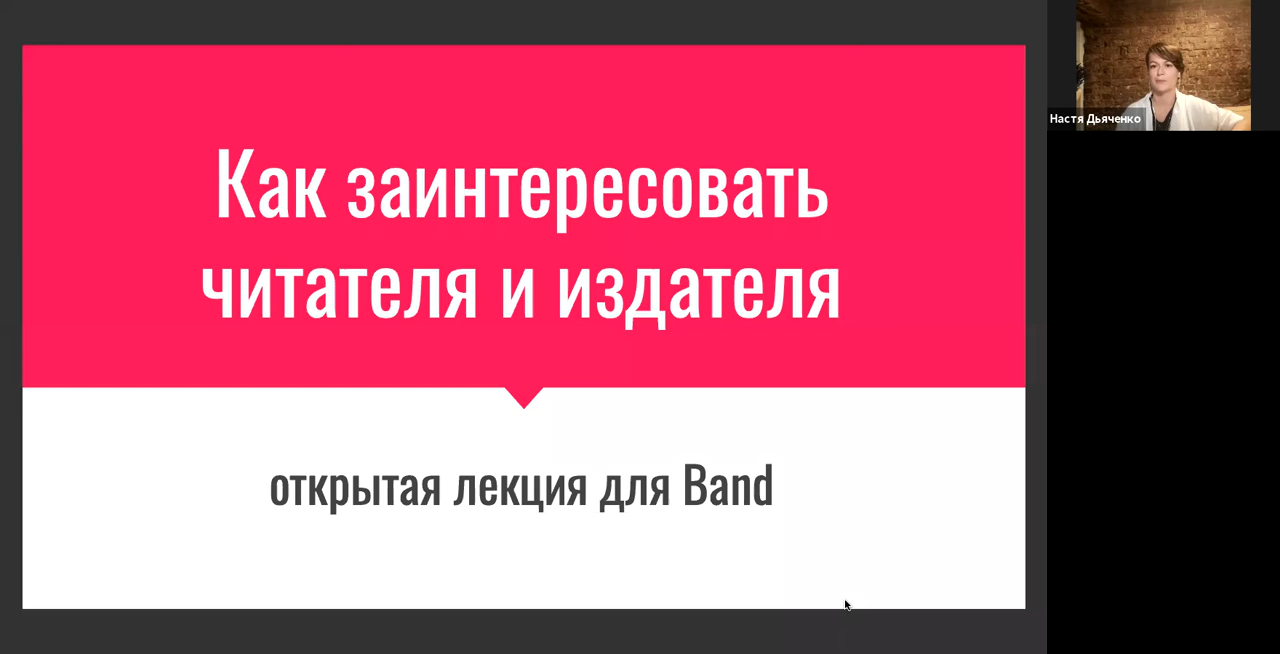 Как заинтересовать
читателя и издателя
открытая лекция для Band
Настя Дьяченко